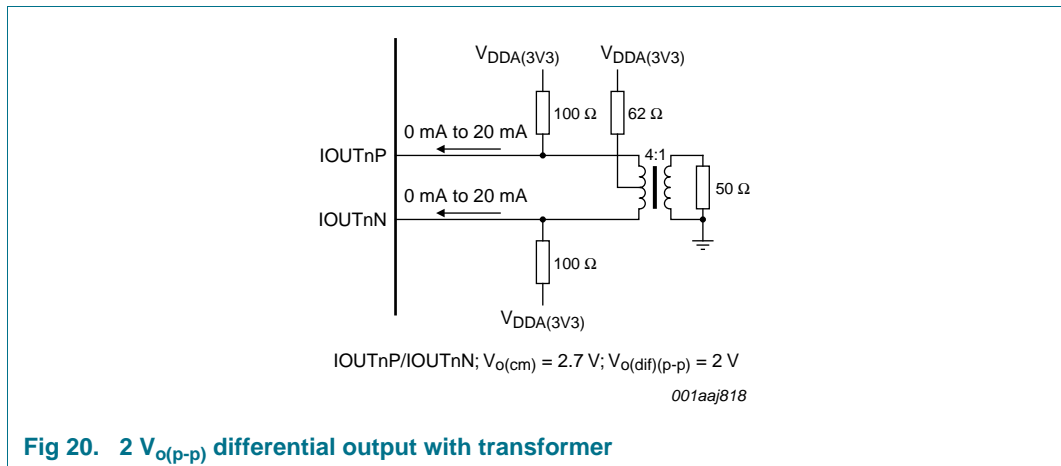 V_DDA(3V3) V_DDA(3V3)
100 Ω 62 Ω
0 mA to 20 mA
IOUTnP
4:1
0 mA to 20 mA
50 Ω
IOUTnN
100 Ω
V_DDA(3V3)
IOUTnP/IOUTnN; V_o(cm) = 2.7 V; V_o(dif)(p-p) = 2 V
001aaj818
Fig 20. 2 V_o(p-p) differential output with transformer